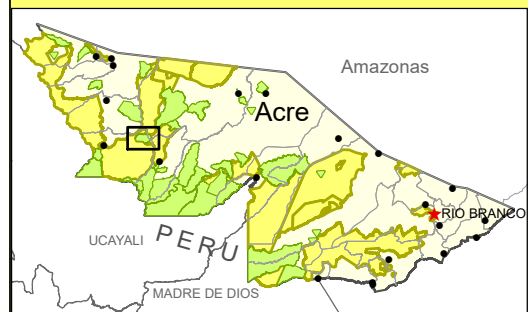 Amazonas
Acre
RIO BRANCO
UCAYALI
PERU
MADRE DE DIOS